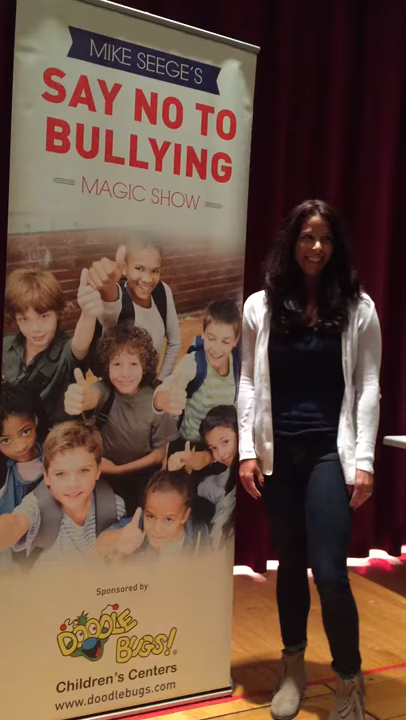 MIKE SEEGE'S
SAY NO TO
BULLYING
MAGIC SHOW
Sponsored by
DOODLE
BUGS!®
Children's Centers
www.doodlebugs.com